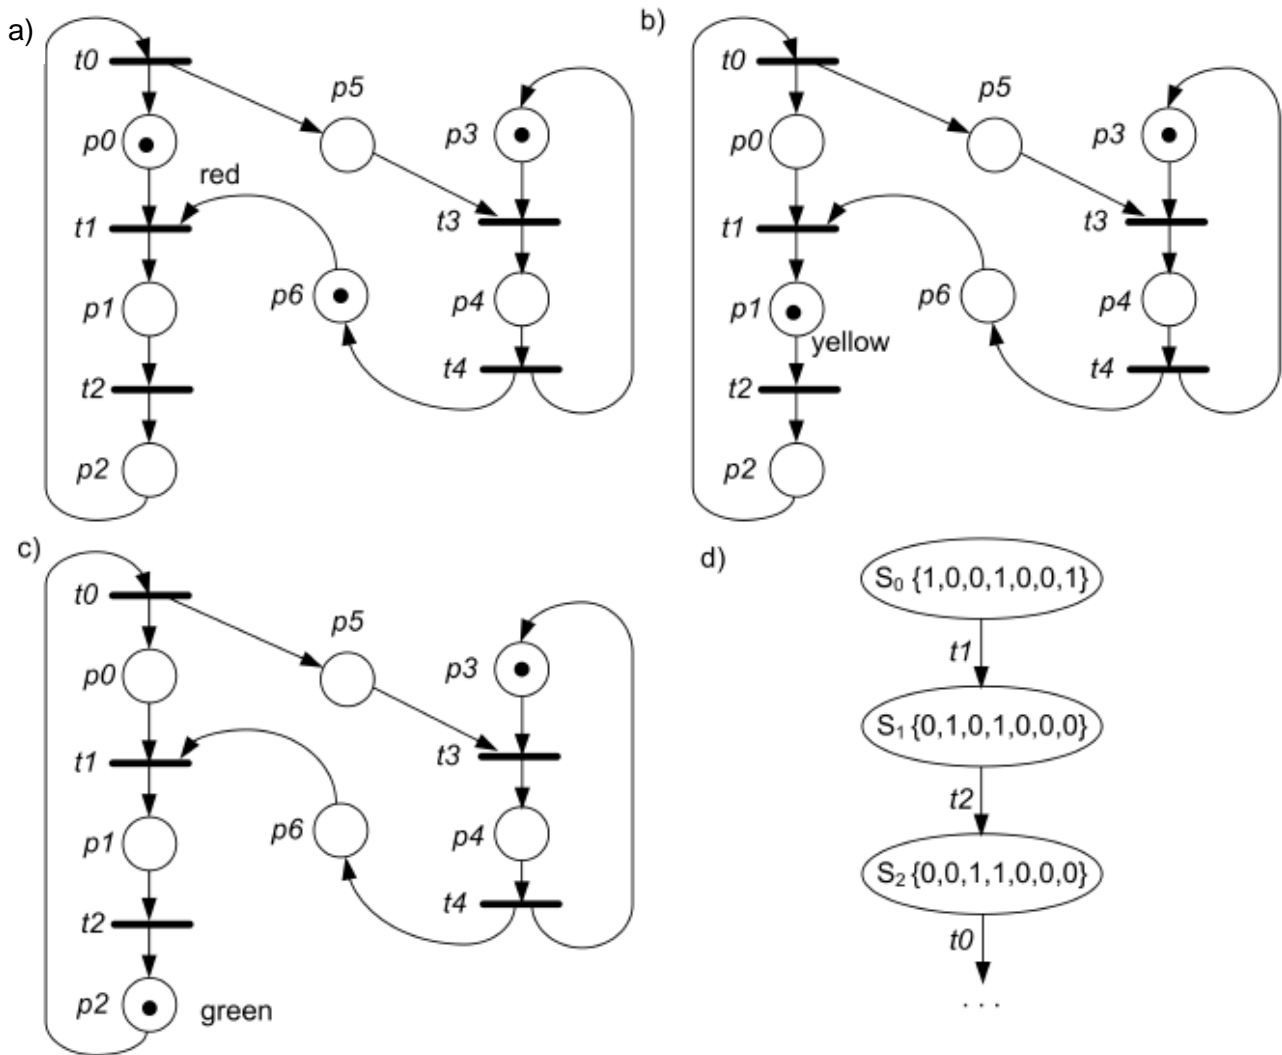 a)
t0
p5
p3
p0
red
t1
t3
p6
p4
p1
t4
t2
p2
b)
t0
p5
p3
p0
t1
t3
p6
p4
p1
yellow
t4
t2
p2
c)
t0
p5
p3
p0
t1
t3
p6
p4
p1
t4
t2
p2
green
d)
S₀ {1,0,0,1,0,0,1}
t1
S₁ {0,1,0,1,0,0,0}
t2
S₂ {0,0,1,1,0,0,0}
t0
. . .